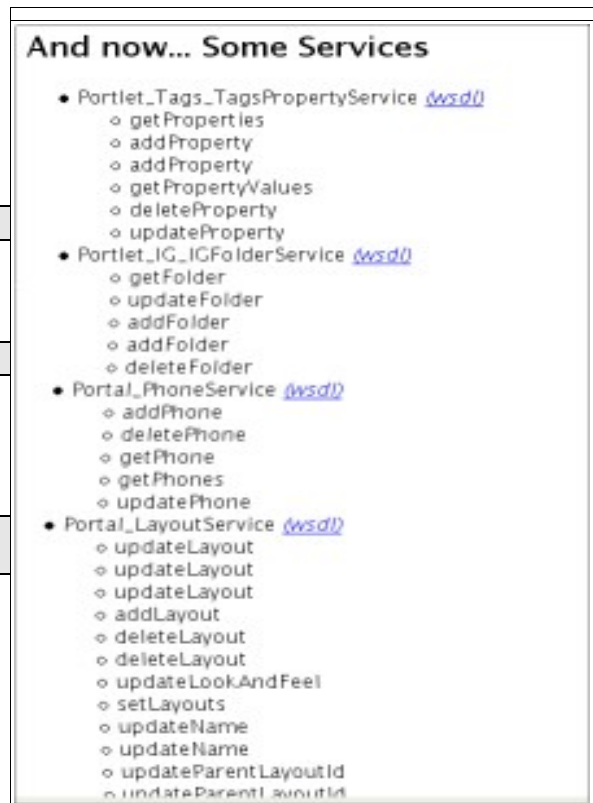 And now... Some Services
• Portlet_Tags_TagsPropertyService (wsdl)
○ getProperties
○ addProperty
○ addProperty
○ getPropertyValues
○ deleteProperty
○ updateProperty
• Portlet_IG_IGFolderService (wsdl)
○ getFolder
○ updateFolder
○ addFolder
○ addFolder
○ deleteFolder
• Portal_PhoneService (wsdl)
○ addPhone
○ deletePhone
○ getPhone
○ getPhones
○ updatePhone
• Portal_LayoutService (wsdl)
○ updateLayout
○ updateLayout
○ updateLayout
○ addLayout
○ deleteLayout
○ deleteLayout
○ updateLookAndFeel
○ setLayouts
○ updateName
○ updateName
○ updateParentLayoutId
○ updateParentLayoutId